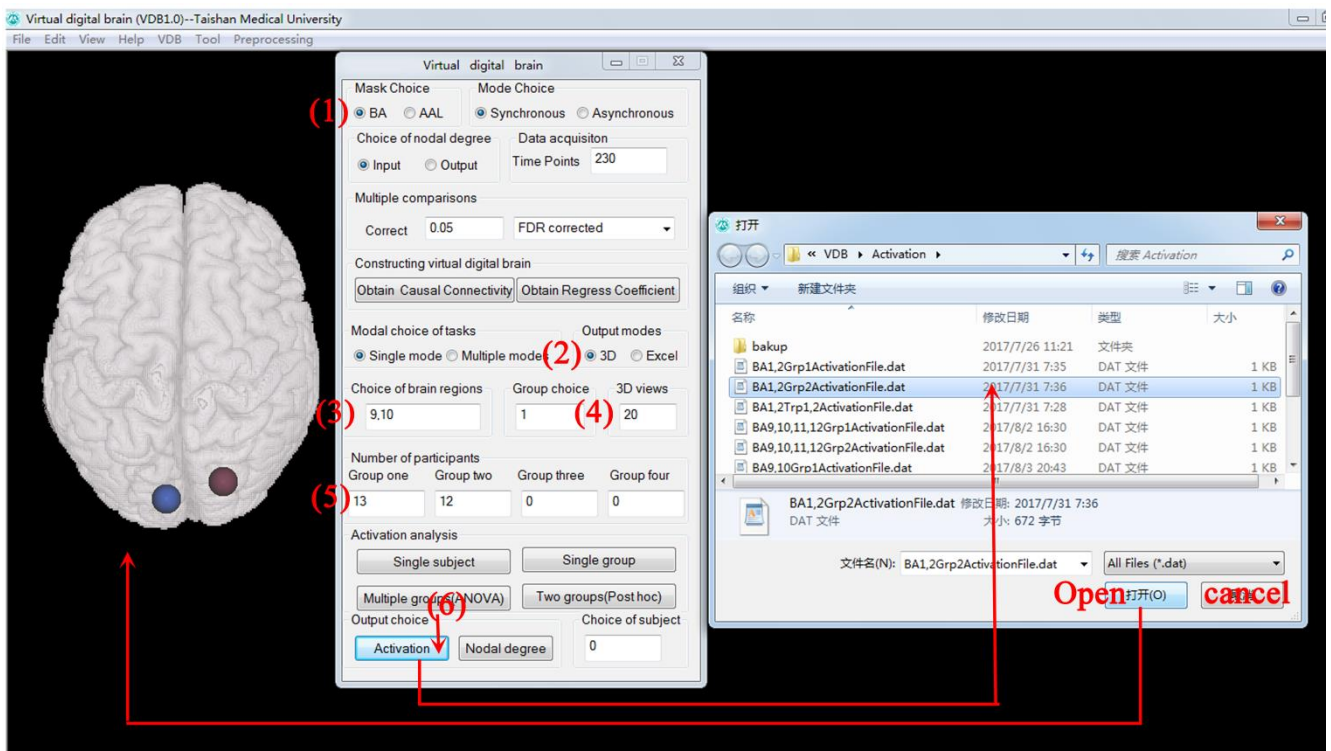 Virtual digital brain (VDB1.0)--Taishan Medical University
File Edit View Help VDB Tool Preprocessing
Virtual digital brain
Mask Choice Mode Choice
(1) BA AAL Synchronous Asynchronous
Choice of nodal degree Data acquisiton
Input Output Time Points 230
Multiple comparisons
Correct 0.05 FDR corrected
Constructing virtual digital brain
Obtain Causal Connectivity Obtain Regress Coefficient
Modal choice of tasks Output modes
Single mode Multiple modes (2) 3D Excel
Choice of brain regions Group choice 3D views
(3) 9,10 1 (4) 20
Number of participants
Group one Group two Group three Group four
(5) 13 12 0 0
Activation analysis
Single subject Single group
Multiple groups(ANOVA) Two groups(Post hoc)
(6)
Output choice Choice of subject
Activation Nodal degree 0
打开
« VDB Activation 搜索 Activation
组织 新建文件夹
名称 修改日期 类型 大小
bakup 2017/7/26 11:21 文件夹
BA1,2Grp1ActivationFile.dat 2017/7/31 7:35 DAT 文件 1 KB
BA1,2Grp2ActivationFile.dat 2017/7/31 7:36 DAT 文件 1 KB
BA1,2Trp1,2ActivationFile.dat 2017/7/31 7:28 DAT 文件 1 KB
BA9,10,11,12Grp1ActivationFile.dat 2017/8/2 16:30 DAT 文件 1 KB
BA9,10,11,12Grp2ActivationFile.dat 2017/8/2 16:30 DAT 文件 1 KB
BA9,10Grp1ActivationFile.dat 2017/8/3 20:43 DAT 文件 1 KB
BA1,2Grp2ActivationFile.dat 修改日期: 2017/7/31 7:36
DAT 文件 大小: 672 字节
文件名(N): BA1,2Grp2ActivationFile.dat All Files (*.dat)
Open 打开(O) cancel